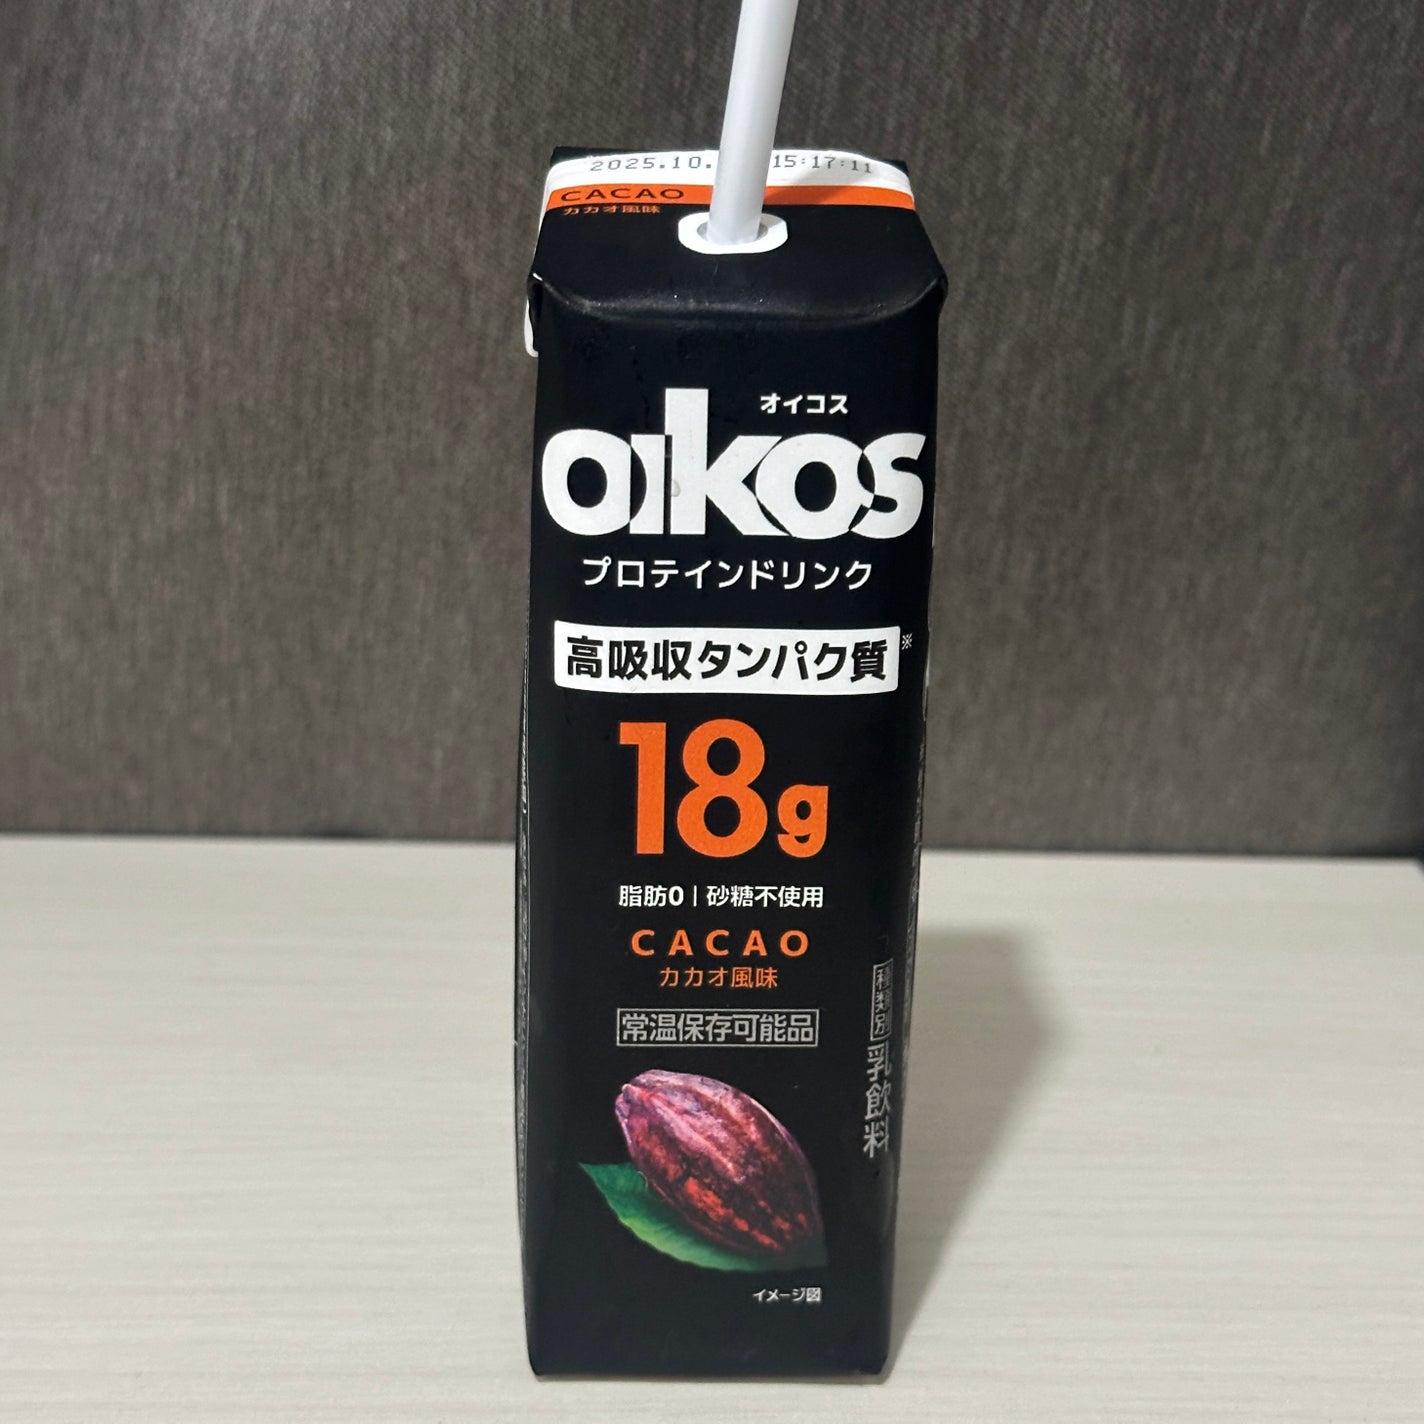 2025.10. 15:17:11
CACAO
カカオ風味
オイコス
oikos
プロテインドリンク
高吸収タンパク質※
18g
脂肪0 | 砂糖不使用
CACAO
カカオ風味
常温保存可能品
種類別 乳飲料
イメージ図